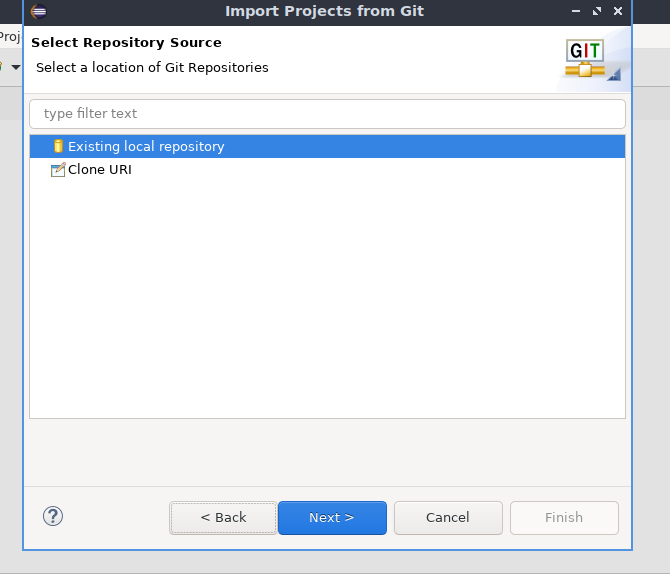 Import Projects from Git
Proj
Select Repository Source
Select a location of Git Repositories
GIT
type filter text
Existing local repository
Clone URI
?
< Back
Next >
Cancel
Finish